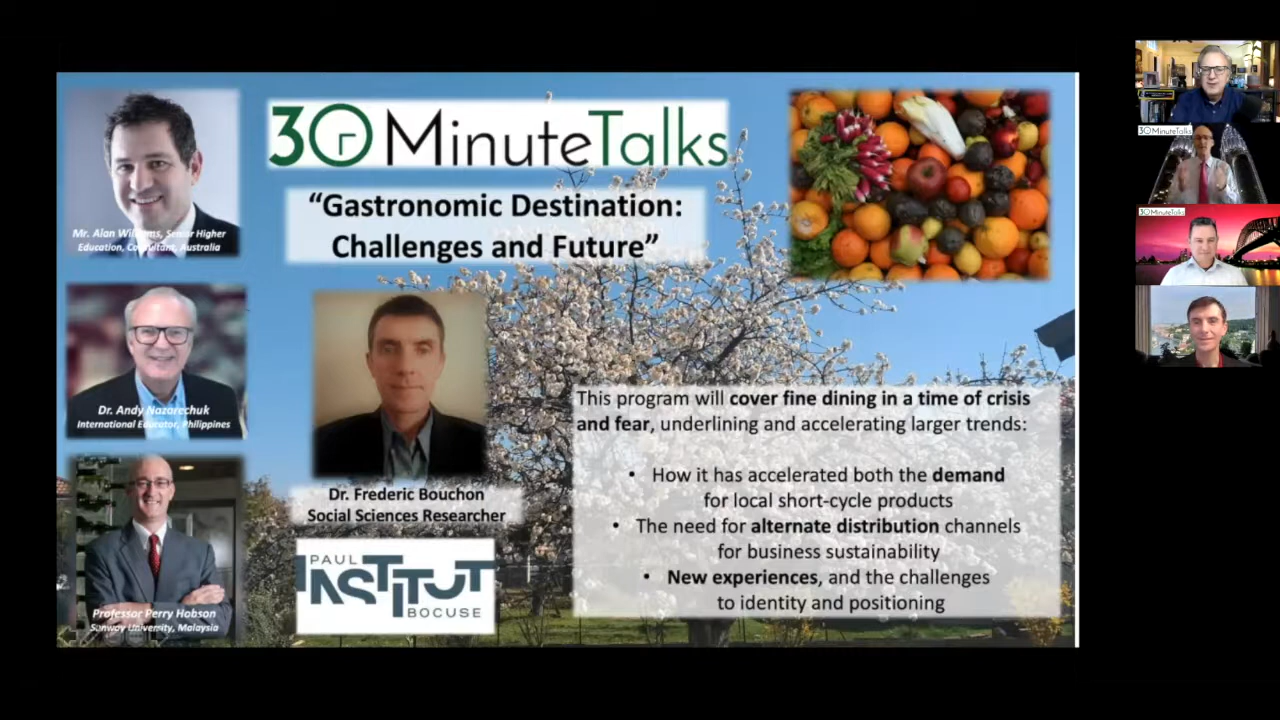 30 MinuteTalks
"Gastronomic Destination:
Challenges and Future"
Mr. Alan Williams, Senior Higher
Education, Consultant, Australia
Dr. Andy Nazarechuk
International Educator, Philippines
Professor Perry Hobson
Sunway University, Malaysia
Dr. Frederic Bouchon
Social Sciences Researcher
PAUL
INSTITUT
BOCUSE
This program will cover fine dining in a time of crisis
and fear, underlining and accelerating larger trends:
• How it has accelerated both the demand
for local short-cycle products
• The need for alternate distribution channels
for business sustainability
• New experiences, and the challenges
to identity and positioning
30MinuteTalks
30MinuteTalks